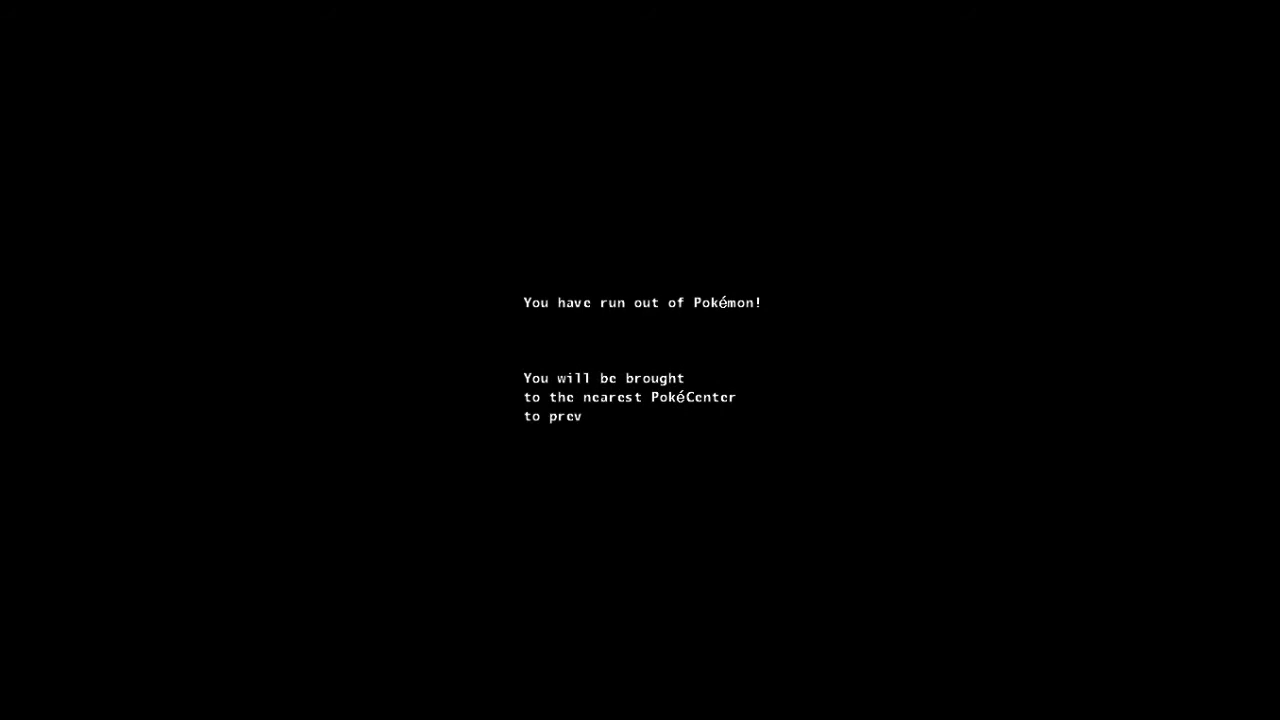 You have run out of Pokémon!
You will be brought
to the nearest PokéCenter
to prev